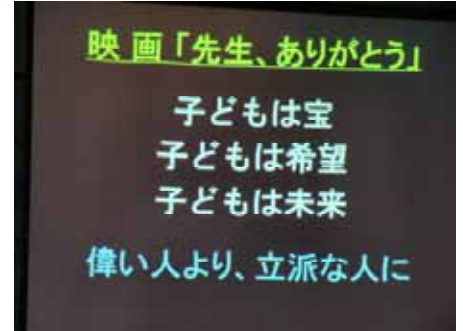 映画「先生、ありがとう」
子どもは宝
子どもは希望
子どもは未来
偉い人より、立派な人に